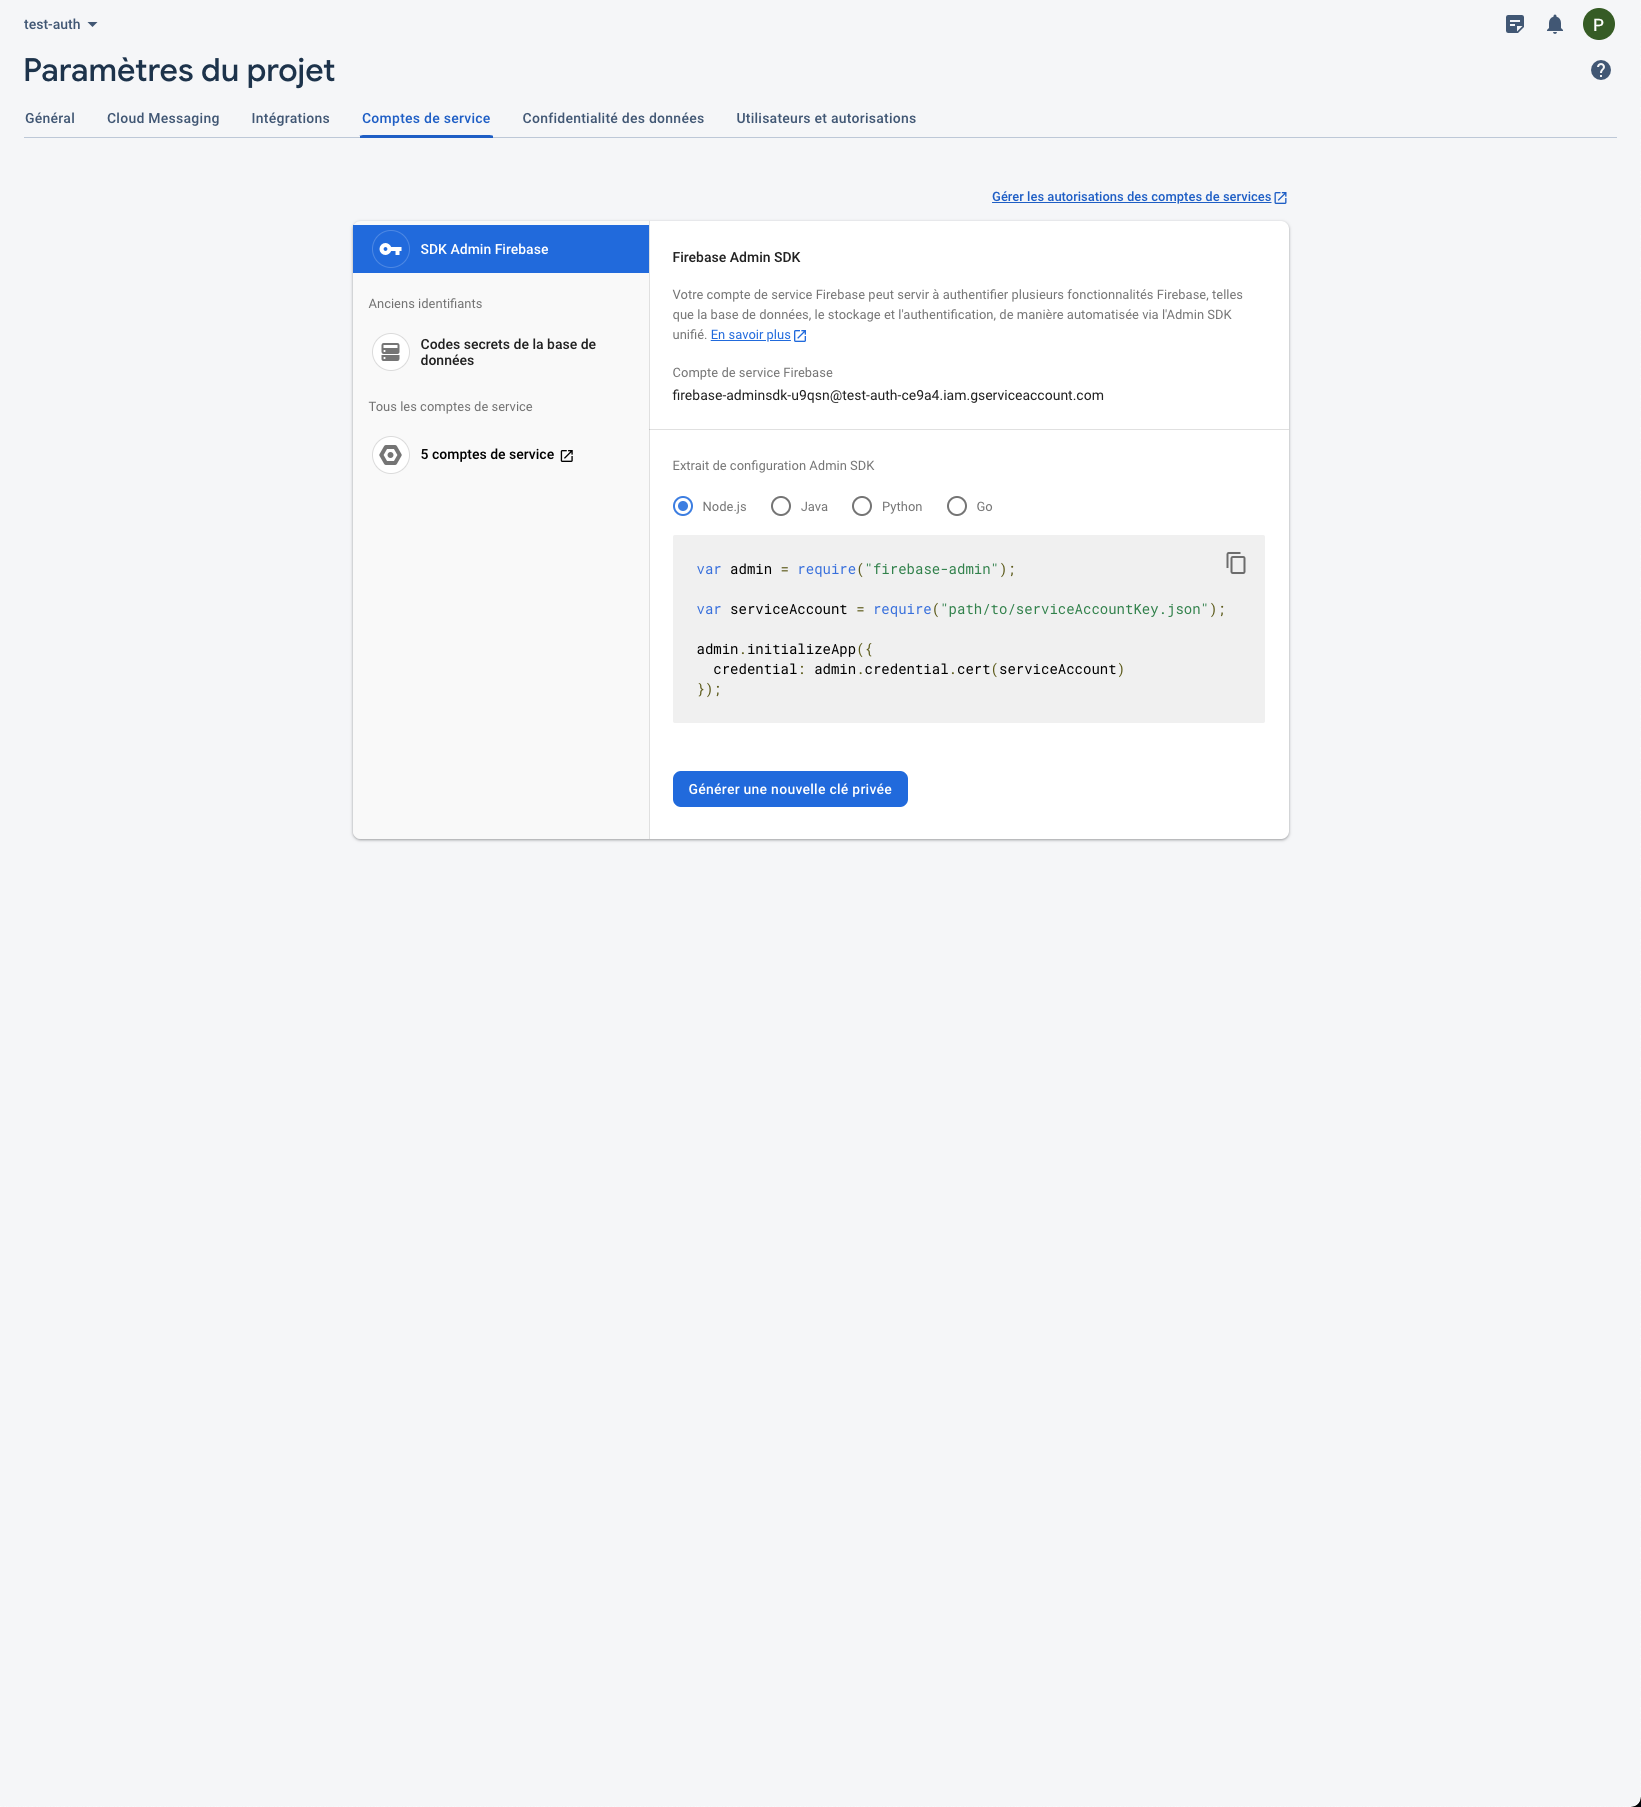 test-auth
P
Paramètres du projet
Général
Cloud Messaging
Intégrations
Comptes de service
Confidentialité des données
Utilisateurs et autorisations
Gérer les autorisations des comptes de services
SDK Admin Firebase
Anciens identifiants
Codes secrets de la base de
données
Tous les comptes de service
5 comptes de service
Firebase Admin SDK
Votre compte de service Firebase peut servir à authentifier plusieurs fonctionnalités Firebase, telles
que la base de données, le stockage et l'authentification, de manière automatisée via l'Admin SDK
unifié. En savoir plus
Compte de service Firebase
firebase-adminsdk-u9qsn@test-auth-ce9a4.iam.gserviceaccount.com
Extrait de configuration Admin SDK
Node.js
Java
Python
Go
var admin = require("firebase-admin");
var serviceAccount = require("path/to/serviceAccountKey.json");
admin.initializeApp({
  credential: admin.credential.cert(serviceAccount)
});
Générer une nouvelle clé privée